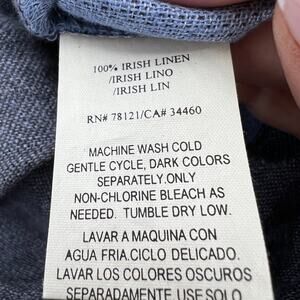 100% IRISH LINEN
/IRISH LINO
/IRISH LIN
RN# 78121/CA# 34460
MACHINE WASH COLD
GENTLE CYCLE, DARK COLORS
SEPARATELY.ONLY
NON-CHLORINE BLEACH AS
NEEDED. TUMBLE DRY LOW.
LAVAR A MAQUINA CON
AGUA FRIA.CICLO DELICADO.
LAVAR LOS COLORES OSCUROS
SEPARADAMENTE.USE SOLO